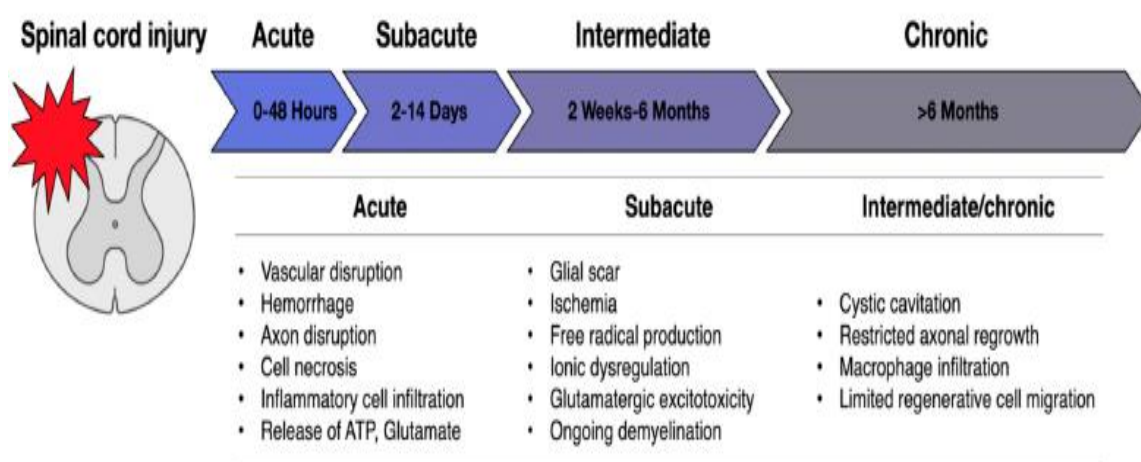 Spinal cord injury Acute Subacute Intermediate Chronic
0-48 Hours 2-14 Days 2 Weeks-6 Months >6 Months
Acute Subacute Intermediate/chronic
• Vascular disruption
• Hemorrhage
• Axon disruption
• Cell necrosis
• Inflammatory cell infiltration
• Release of ATP, Glutamate
• Glial scar
• Ischemia
• Free radical production
• Ionic dysregulation
• Glutamatergic excitotoxicity
• Ongoing demyelination
• Cystic cavitation
• Restricted axonal regrowth
• Macrophage infiltration
• Limited regenerative cell migration